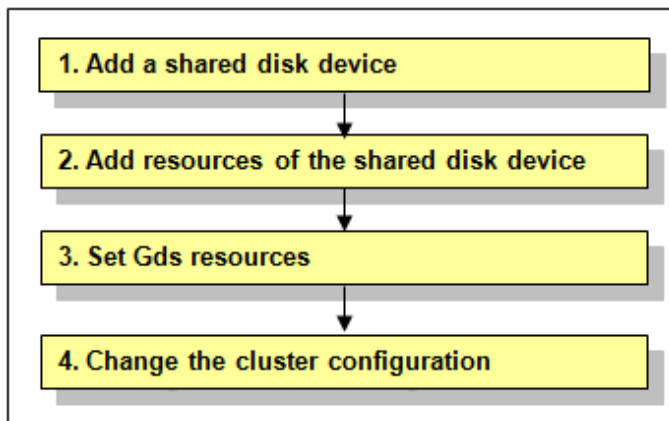 1. Add a shared disk device
2. Add resources of the shared disk device
3. Set Gds resources
4. Change the cluster configuration